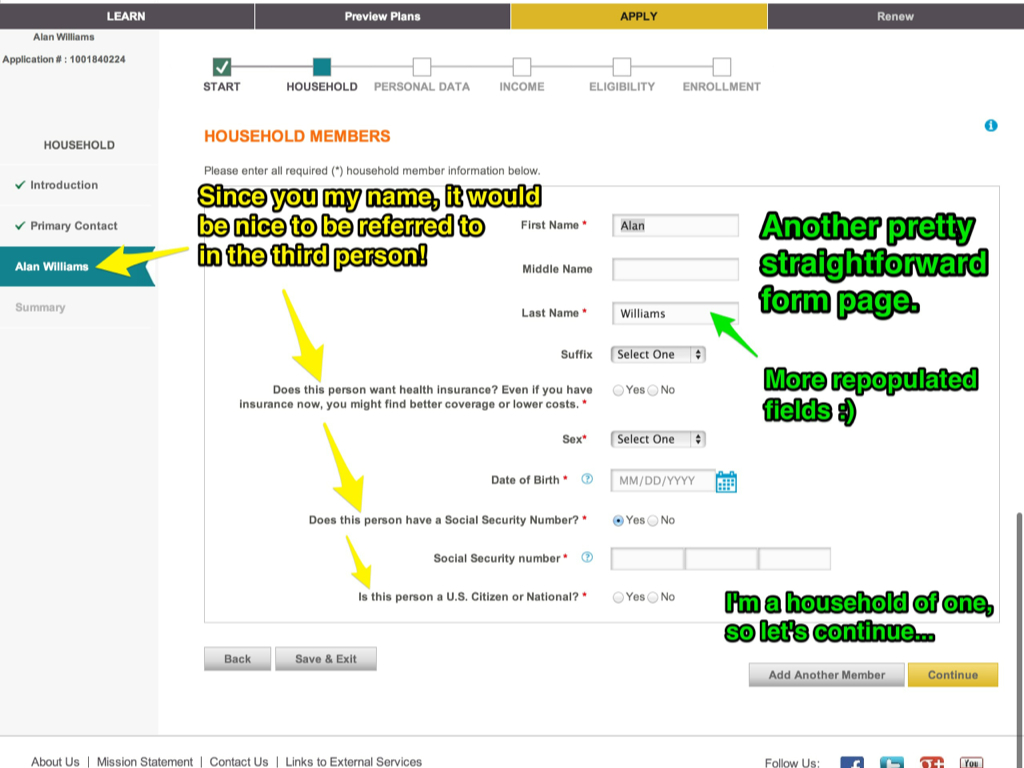 LEARN
Preview Plans
APPLY
Renew
Alan Williams
Application # : 1001840224
START
HOUSEHOLD
PERSONAL DATA
INCOME
ELIGIBILITY
ENROLLMENT
HOUSEHOLD
Introduction
Primary Contact
Alan Williams
Summary
HOUSEHOLD MEMBERS
Please enter all required (*) household member information below.
Since you my name, it would
be nice to be referred to
in the third person!
First Name * Alan
Middle Name
Last Name * Williams
Suffix Select One
Does this person want health insurance? Even if you have
insurance now, you might find better coverage or lower costs. *
Yes No
Sex* Select One
Date of Birth * ? MM/DD/YYYY
Does this person have a Social Security Number? * Yes No
Social Security number * ?
Is this person a U.S. Citizen or National? * Yes No
Another pretty
straightforward
form page.
More repopulated
fields :)
I'm a household of one,
so let's continue...
Back
Save & Exit
Add Another Member
Continue
About Us | Mission Statement | Contact Us | Links to External Services
Follow Us:
f
t
g+
You